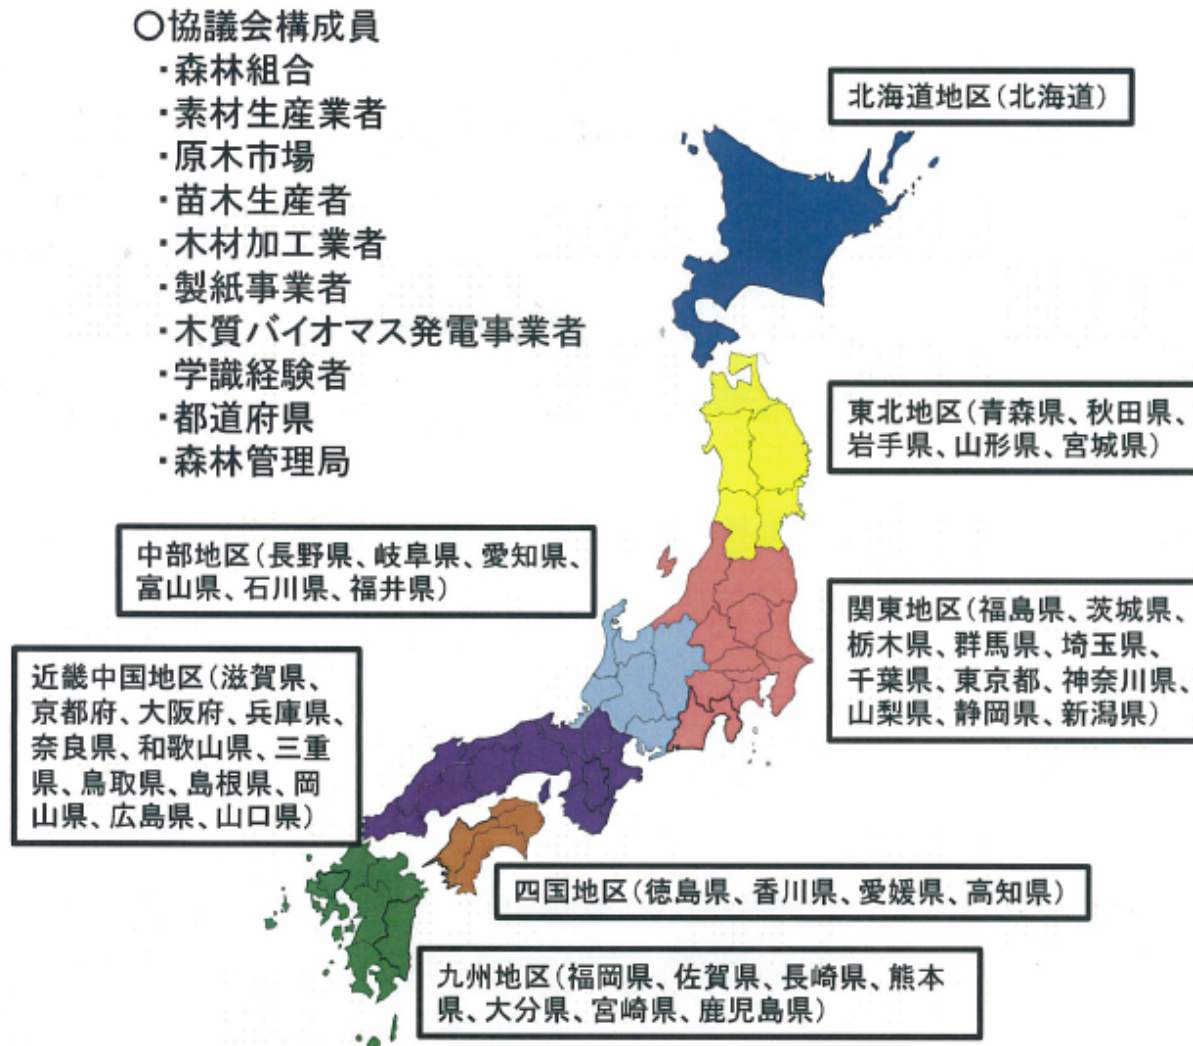 〇協議会構成員
・森林組合
・素材生産業者
・原木市場
・苗木生産者
・木材加工業者
・製紙事業者
・木質バイオマス発電事業者
・学識経験者
・都道府県
・森林管理局
北海道地区(北海道)
東北地区(青森県、秋田県、
岩手県、山形県、宮城県)
中部地区(長野県、岐阜県、愛知県、
富山県、石川県、福井県)
関東地区(福島県、茨城県、
栃木県、群馬県、埼玉県、
千葉県、東京都、神奈川県、
山梨県、静岡県、新潟県)
近畿中国地区(滋賀県、
京都府、大阪府、兵庫県、
奈良県、和歌山県、三重
県、鳥取県、島根県、岡
山県、広島県、山口県)
四国地区(徳島県、香川県、愛媛県、高知県)
九州地区(福岡県、佐賀県、長崎県、熊本
県、大分県、宮崎県、鹿児島県)